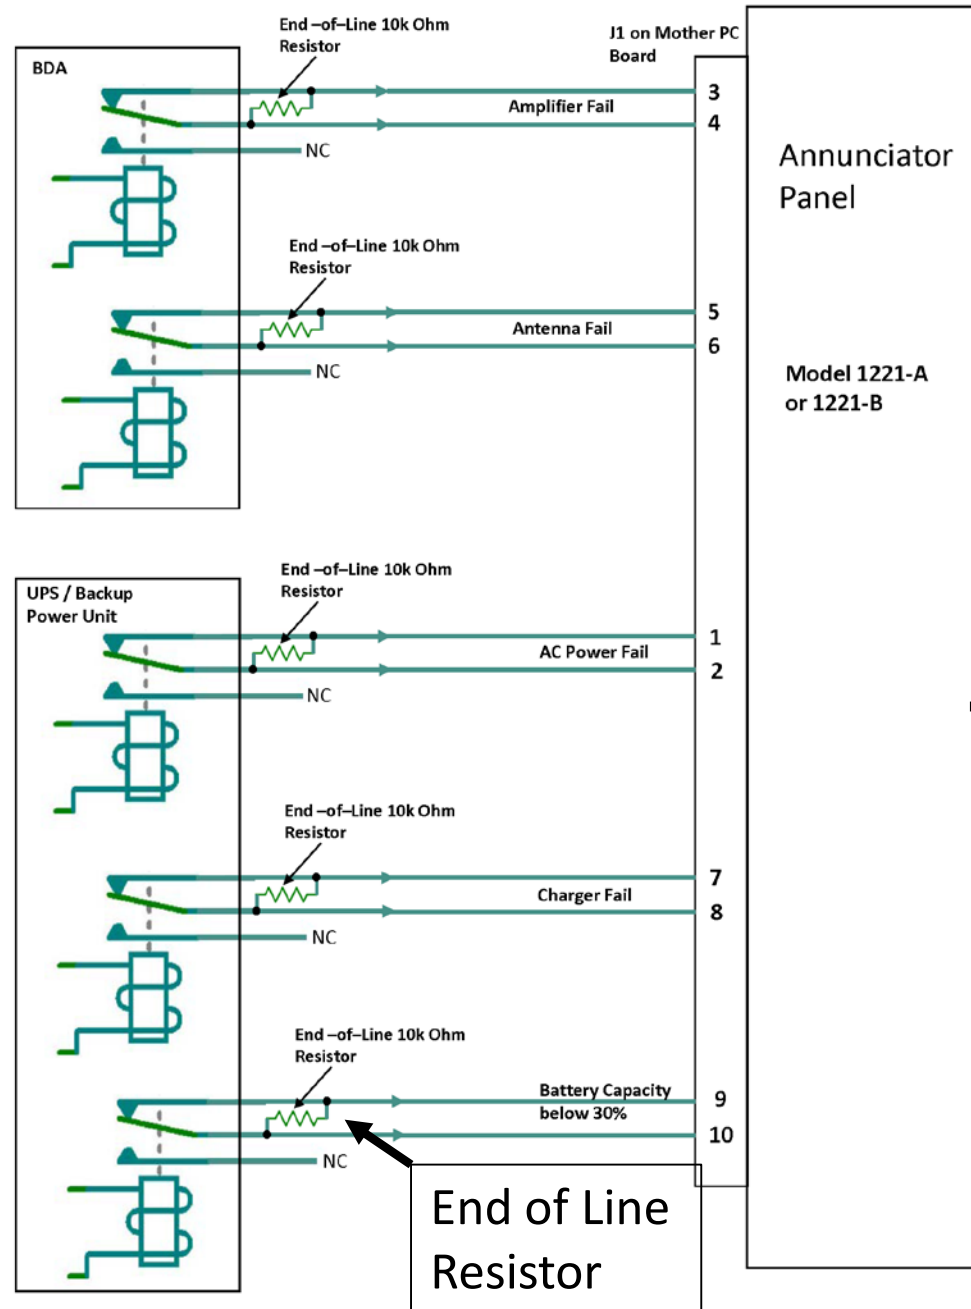 End –of–Line 10k Ohm
Resistor
J1 on Mother PC
Board
BDA
3
Amplifier Fail
4
NC
Annunciator
Panel
End –of–Line 10k Ohm
Resistor
5
Antenna Fail
6
NC
Model 1221-A
or 1221-B
End –of–Line 10k Ohm
Resistor
UPS / Backup
Power Unit
1
AC Power Fail
2
NC
End –of–Line 10k Ohm
Resistor
7
Charger Fail
8
NC
End –of–Line 10k Ohm
Resistor
Battery Capacity
below 30%
9
10
NC
End of Line
Resistor